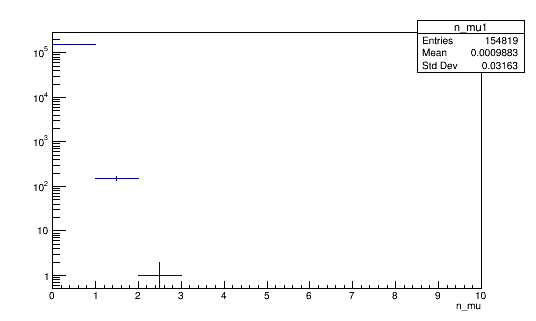 n_mu1
Entries 154819
Mean 0.0009883
Std Dev 0.03163
10^5
10^4
10^3
10^2
10
1
0 1 2 3 4 5 6 7 8 9 10
n_mu